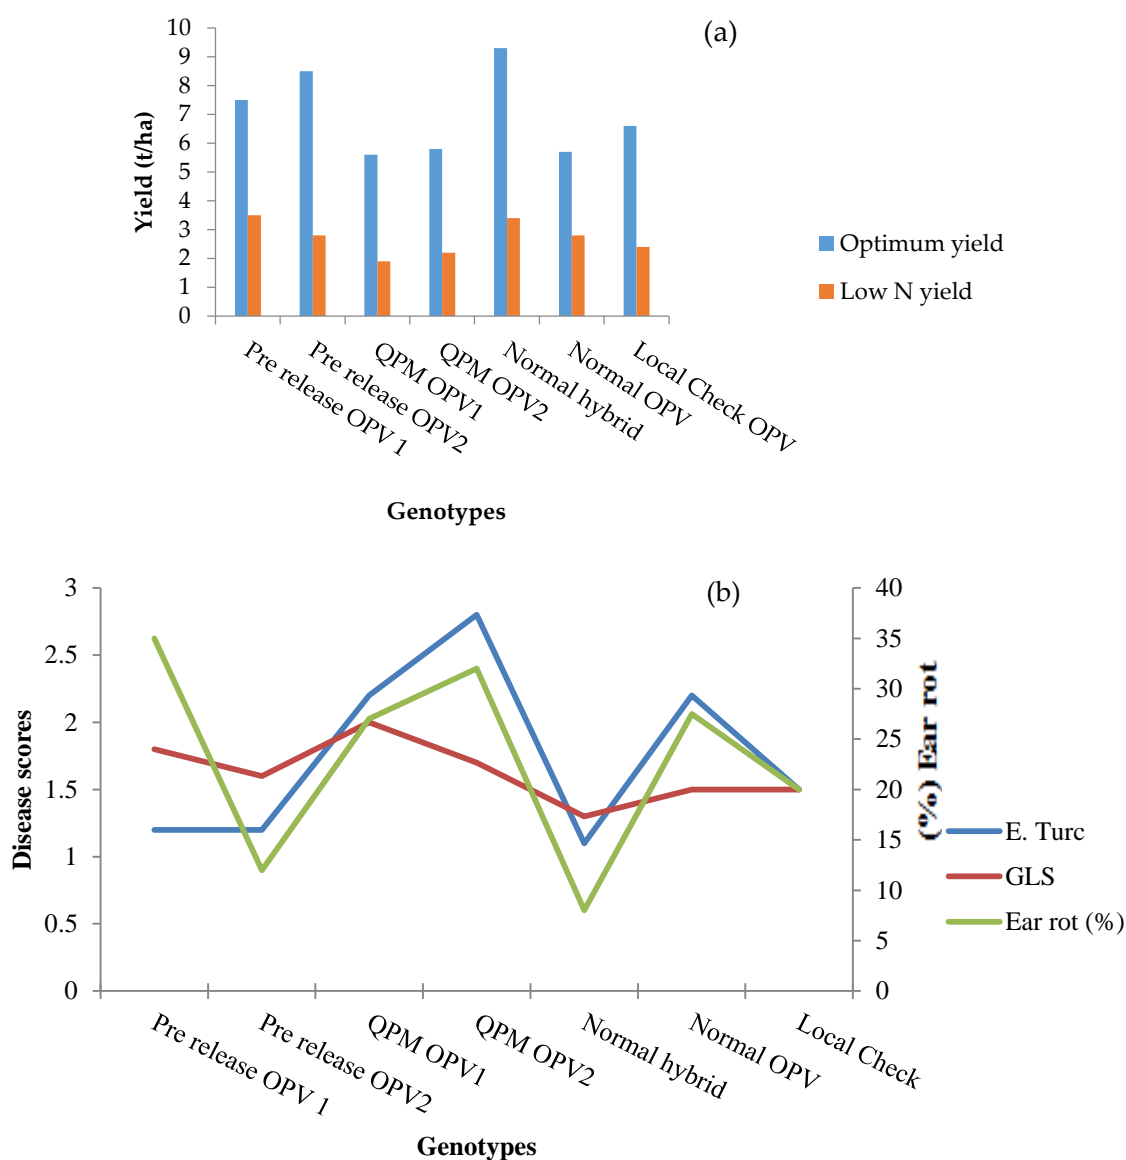 (a)
10
9
8
7
6
5
4
3
2
1
0
Yield (t/ha)
Pre release OPV 1
Pre release OPV2
QPM OPV1
QPM OPV2
Normal hybrid
Normal OPV
Local Check OPV
Genotypes
Optimum yield
Low N yield
(b)
3
2.5
2
1.5
1
0.5
0
Disease scores
40
35
30
25
20
15
10
5
0
(%) Ear rot
Pre release OPV 1
Pre release OPV2
QPM OPV1
QPM OPV2
Normal hybrid
Normal OPV
Local Check
Genotypes
E. Turc
GLS
Ear rot (%)